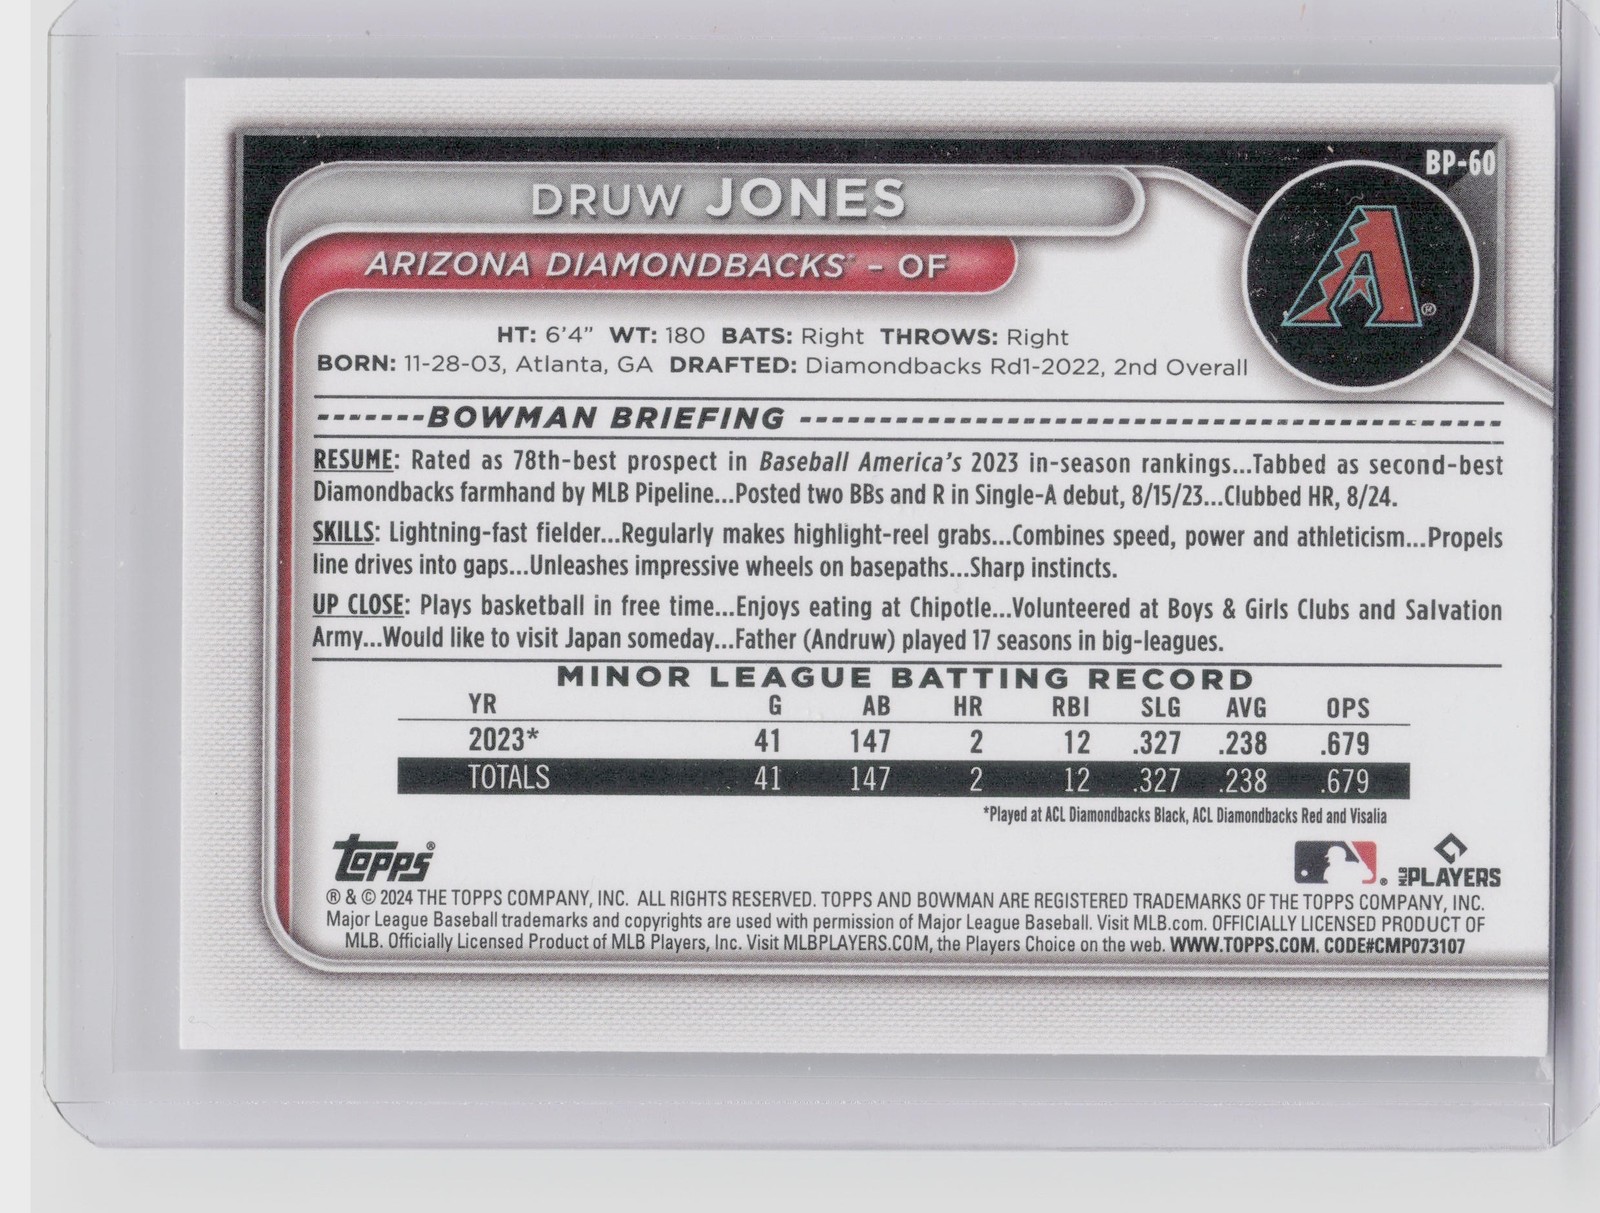 BP-60
DRUW JONES
ARIZONA DIAMONDBACKS - OF
A ®
HT: 6'4" WT: 180 BATS: Right THROWS: Right
BORN: 11-28-03, Atlanta, GA DRAFTED: Diamondbacks Rd1-2022, 2nd Overall
-------BOWMAN BRIEFING -----------------------------------
RESUME: Rated as 78th-best prospect in Baseball America's 2023 in-season rankings...Tabbed as second-best
Diamondbacks farmhand by MLB Pipeline...Posted two BBs and R in Single-A debut, 8/15/23...Clubbed HR, 8/24.
SKILLS: Lightning-fast fielder...Regularly makes highlight-reel grabs...Combines speed, power and athleticism...Propels
line drives into gaps...Unleashes impressive wheels on basepaths...Sharp instincts.
UP CLOSE: Plays basketball in free time...Enjoys eating at Chipotle...Volunteered at Boys & Girls Clubs and Salvation
Army...Would like to visit Japan someday...Father (Andruw) played 17 seasons in big-leagues.
MINOR LEAGUE BATTING RECORD
YR G AB HR RBI SLG AVG OPS
2023* 41 147 2 12 .327 .238 .679
TOTALS 41 147 2 12 .327 .238 .679
*Played at ACL Diamondbacks Black, ACL Diamondbacks Red and Visalia
topps®
MLB PLAYERS
® & © 2024 THE TOPPS COMPANY, INC. ALL RIGHTS RESERVED. TOPPS AND BOWMAN ARE REGISTERED TRADEMARKS OF THE TOPPS COMPANY, INC.
Major League Baseball trademarks and copyrights are used with permission of Major League Baseball. Visit MLB.com. OFFICIALLY LICENSED PRODUCT OF
MLB. Officially Licensed Product of MLB Players, Inc. Visit MLBPLAYERS.COM, the Players Choice on the web. WWW.TOPPS.COM. CODE#CMP073107